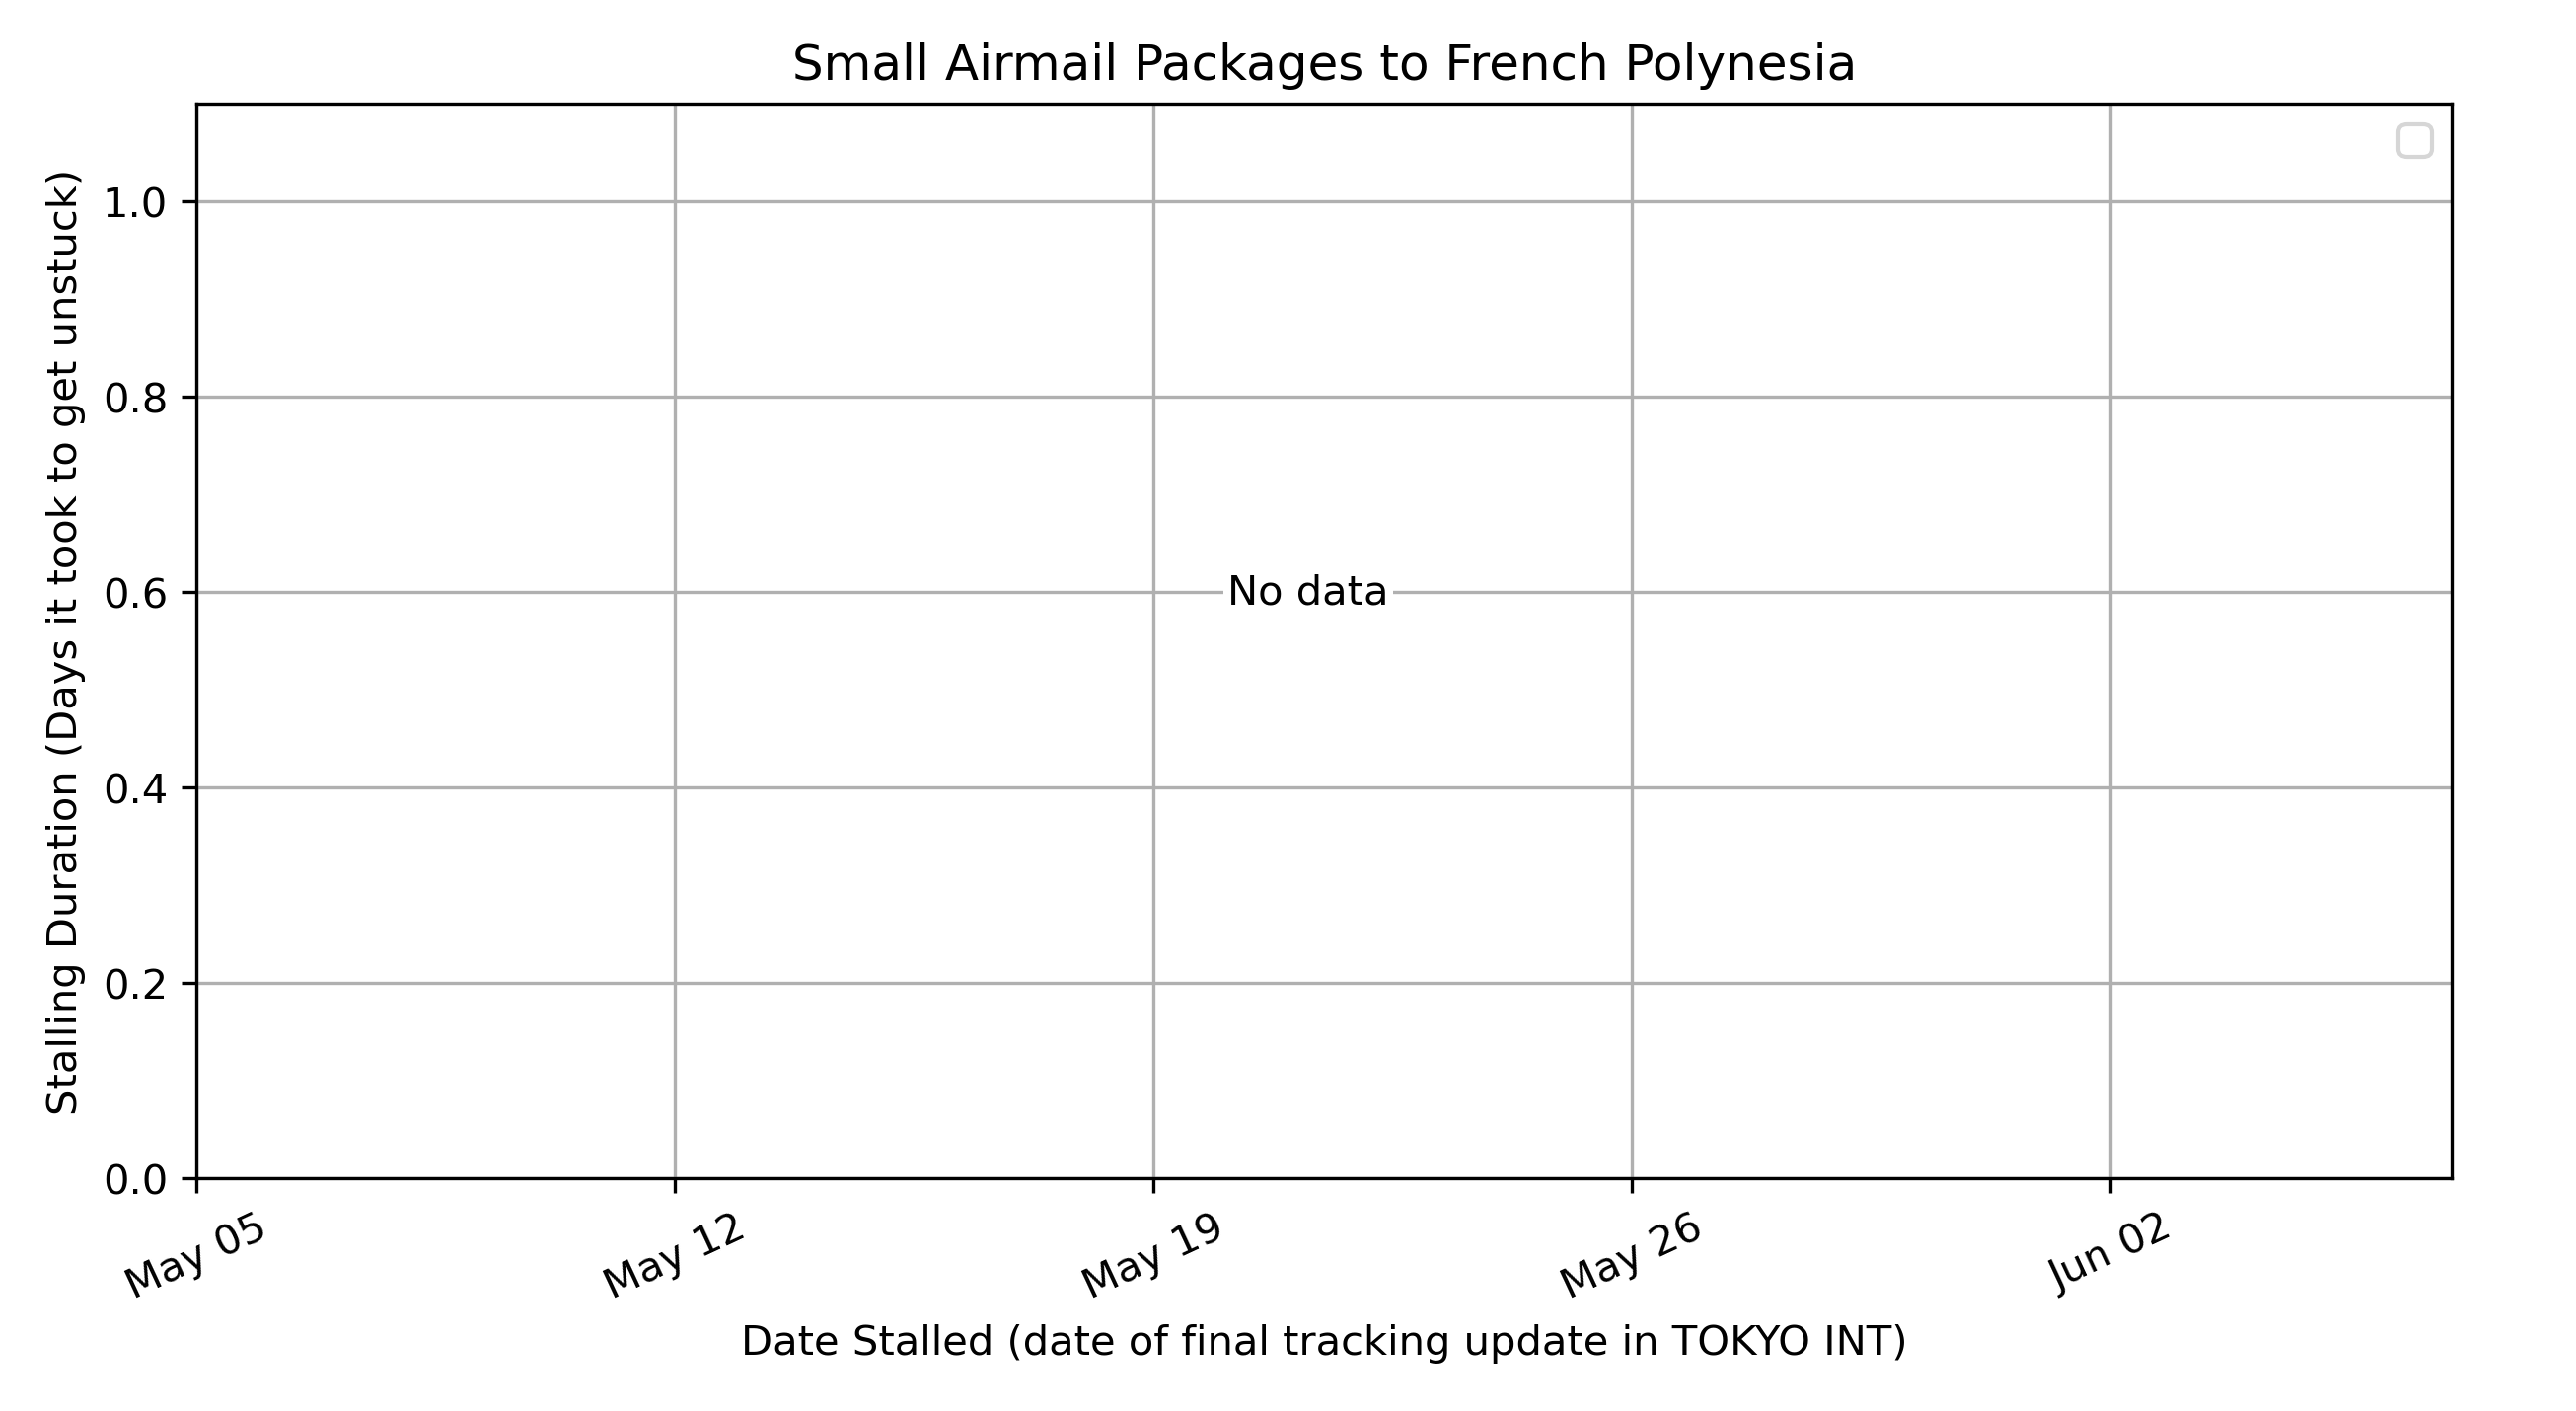 Small Airmail Packages to French Polynesia
Stalling Duration (Days it took to get unstuck)
1.0
0.8
0.6
0.4
0.2
0.0
No data
May 05
May 12
May 19
May 26
Jun 02
Date Stalled (date of final tracking update in TOKYO INT)